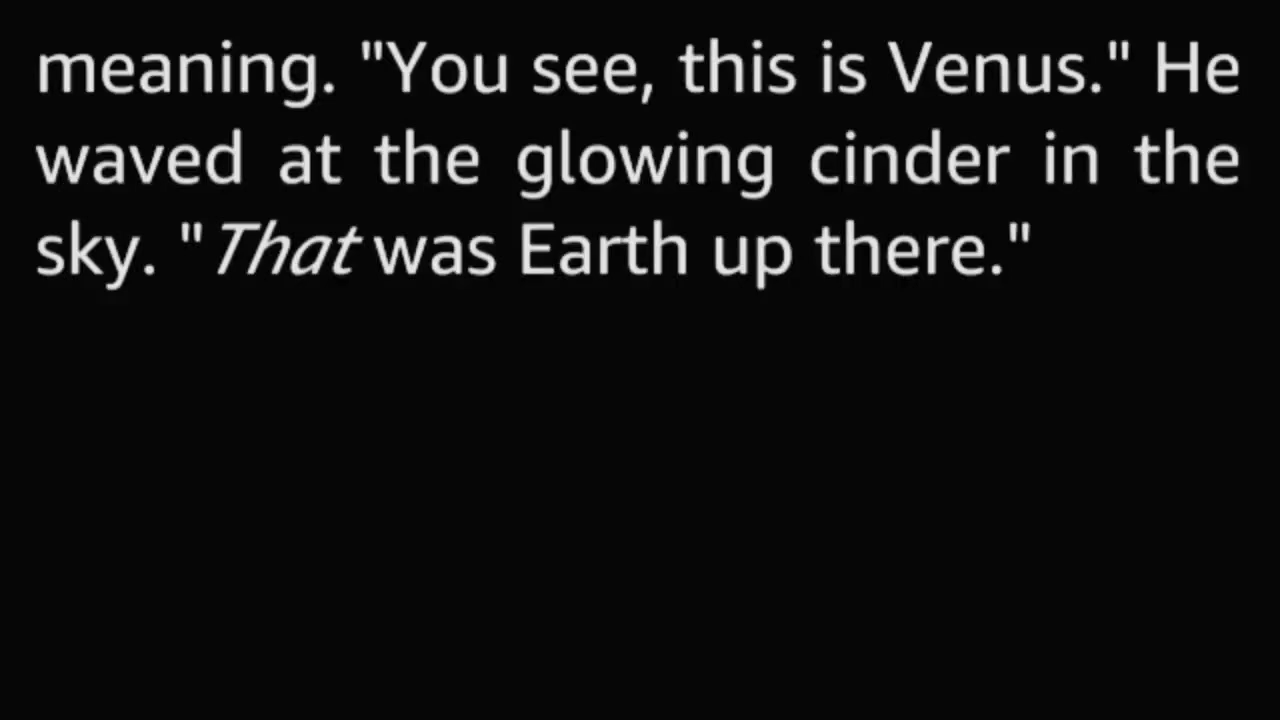 meaning. "You see, this is Venus." He
waved at the glowing cinder in the
sky. "That was Earth up there."